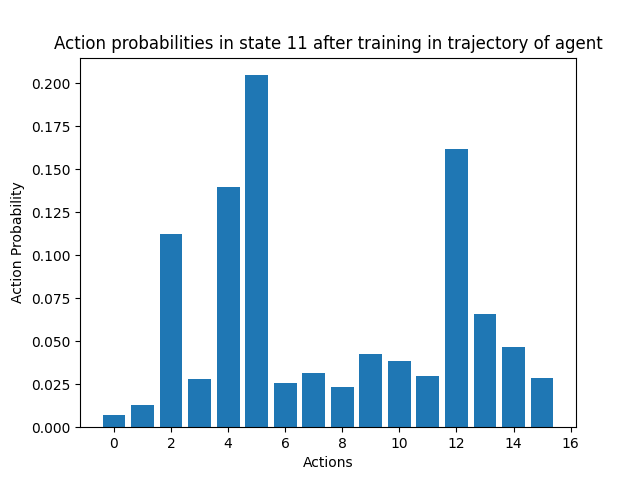 Action probabilities in state 11 after training in trajectory of agent
0.200
0.175
0.150
0.125
0.100
0.075
0.050
0.025
0.000
Action Probability
0 2 4 6 8 10 12 14 16
Actions